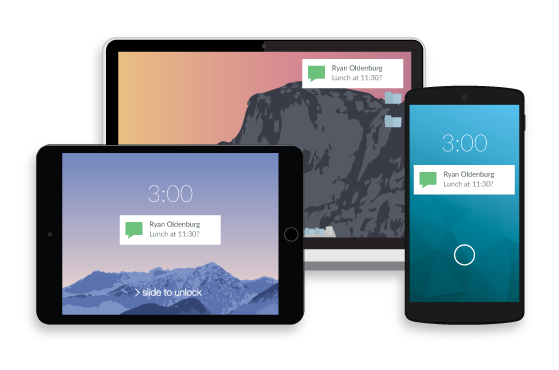 Ryan Oldenburg
Lunch at 11:30?
3:00
Ryan Oldenburg
Lunch at 11:30?
> slide to unlock
3:00
Ryan Oldenburg
Lunch at 11:30?